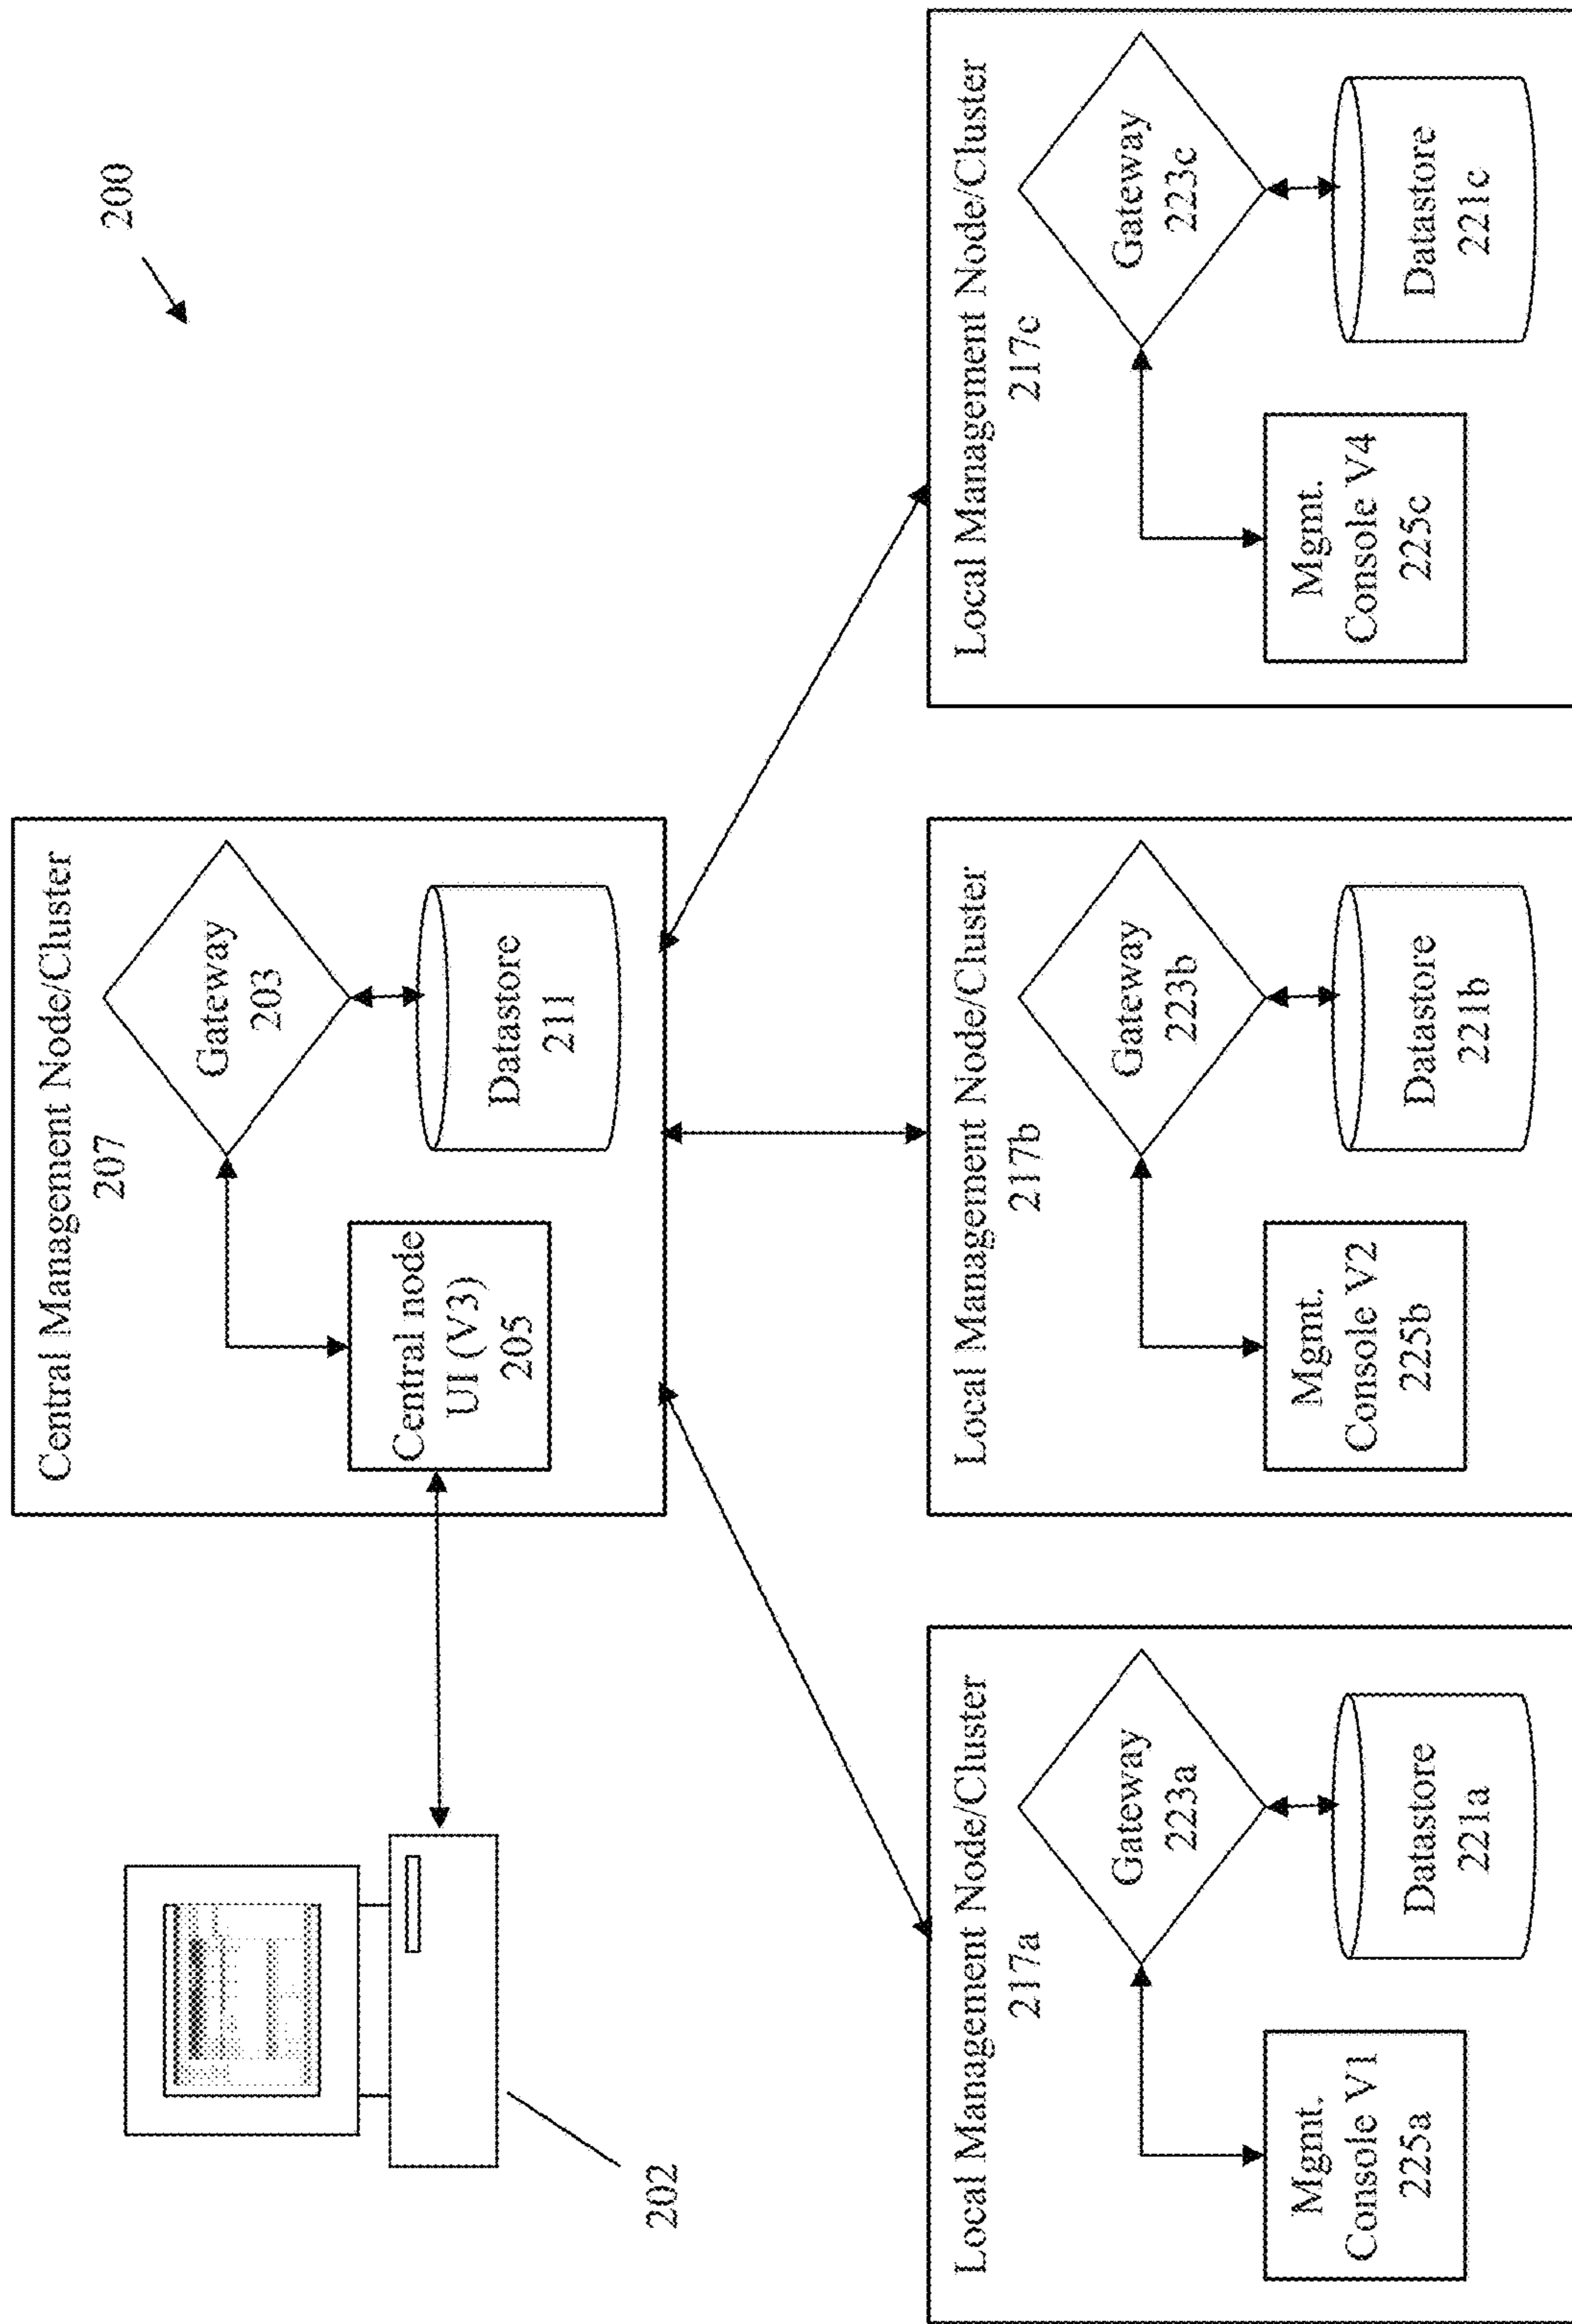 200
202
Central Management Node/Cluster
207
Gateway
203
Central node
UI (V3)
205
Datastore
211
Local Management Node/Cluster
217a
Gateway
223a
Mgmt.
Console V1
225a
Datastore
221a
Local Management Node/Cluster
217b
Gateway
223b
Mgmt.
Console V2
225b
Datastore
221b
Local Management Node/Cluster
217c
Gateway
223c
Mgmt.
Console V4
225c
Datastore
221c